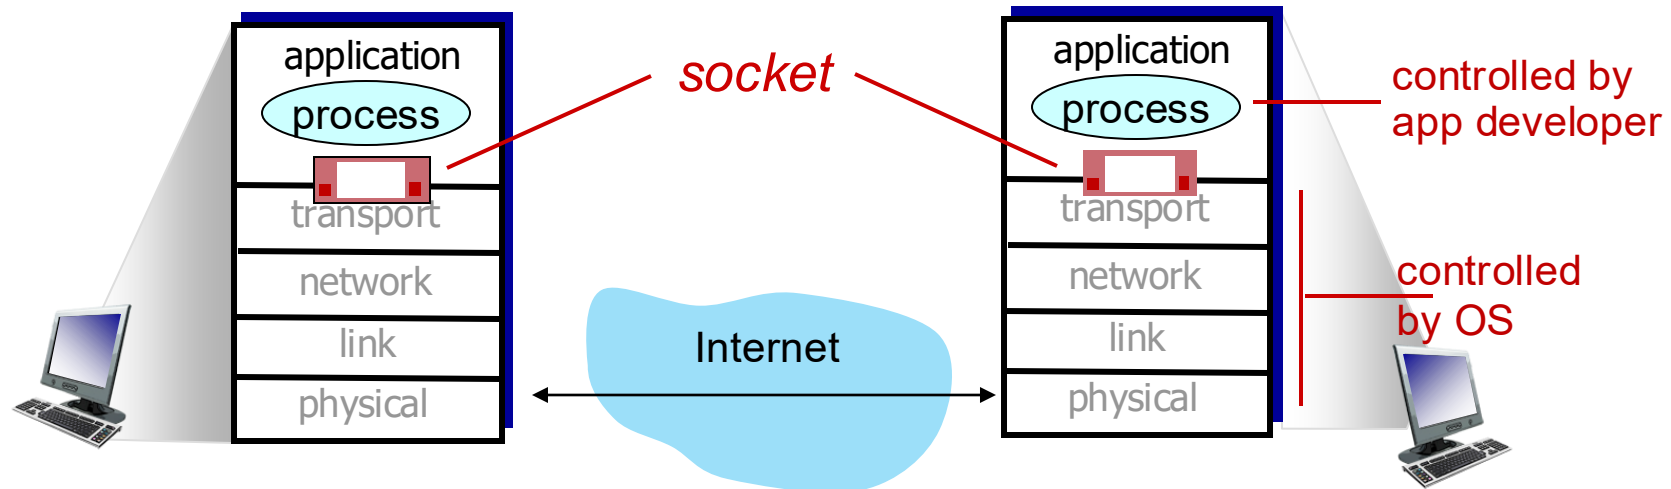 application
process
transport
network
link
physical
socket
Internet
application
process
transport
network
link
physical
controlled by
app developer
controlled
by OS